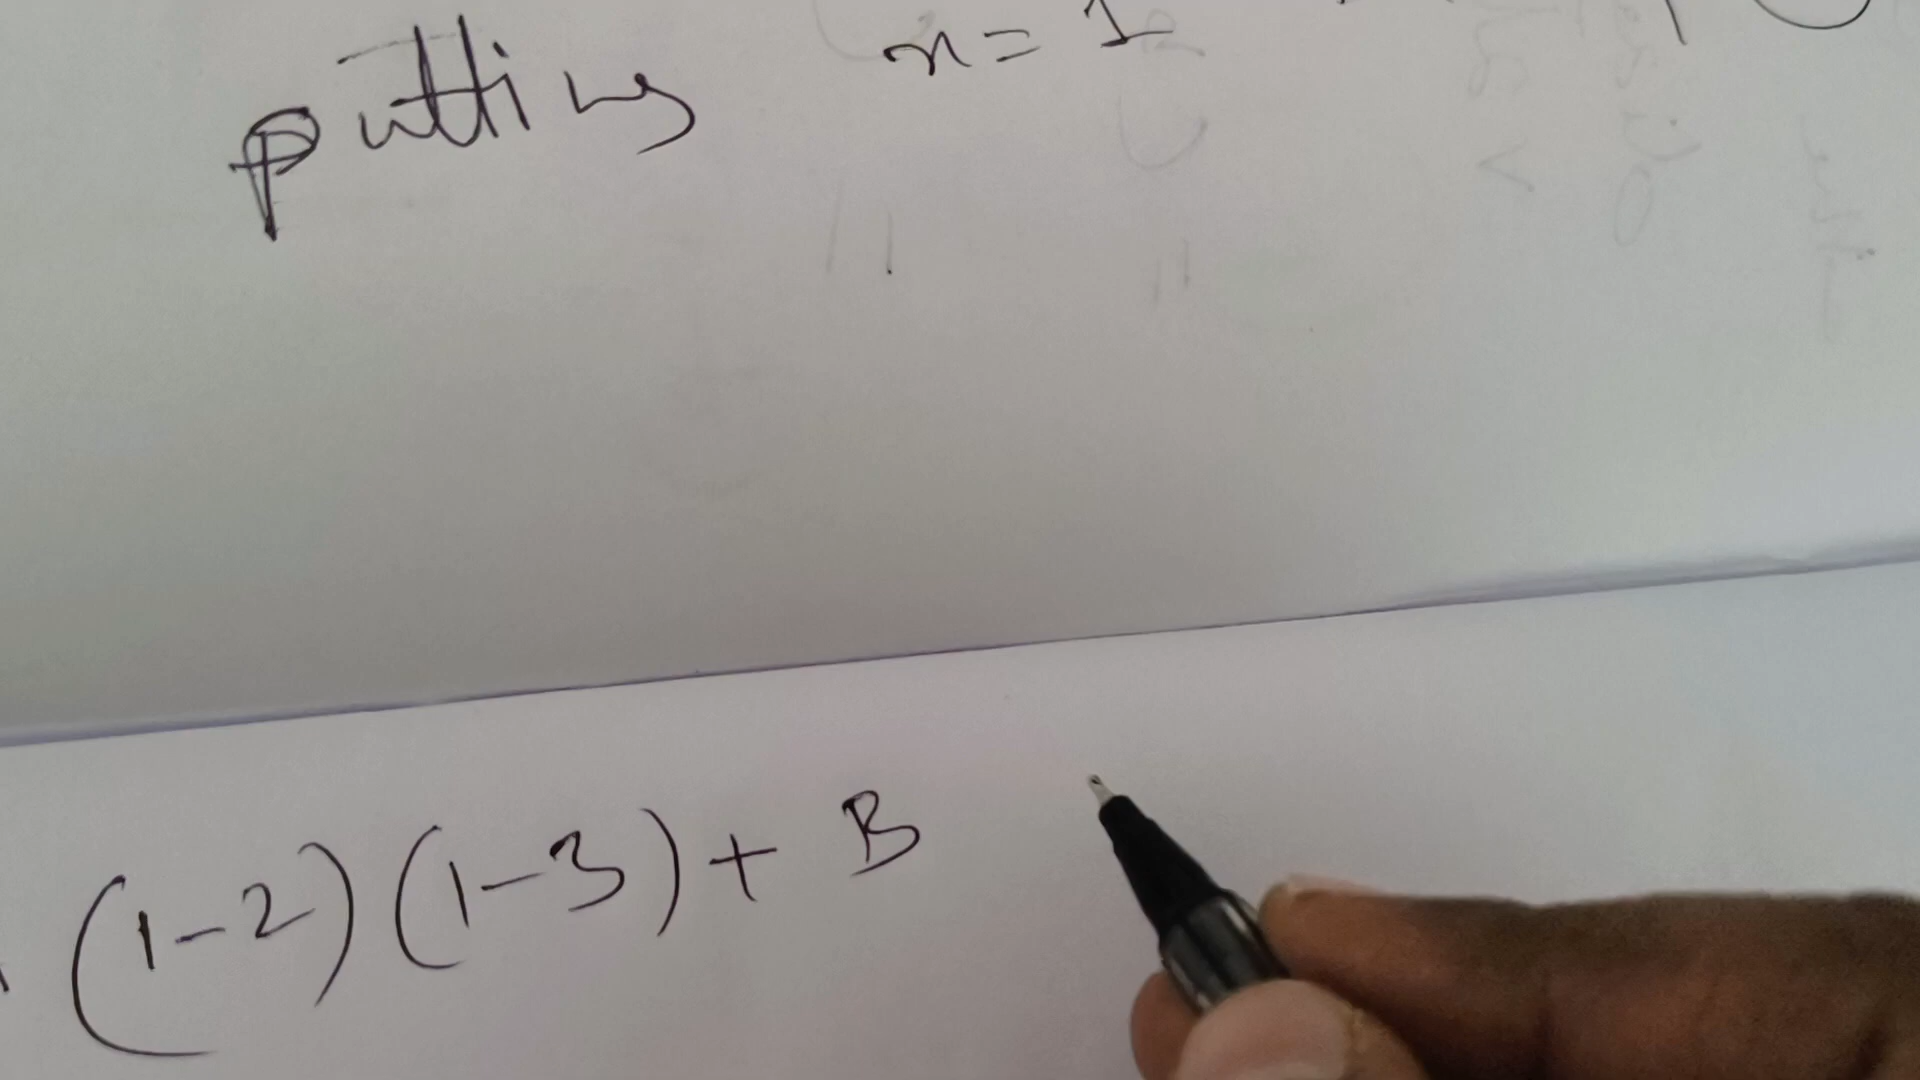 putting x = 1
(1-2)(1-3) + B